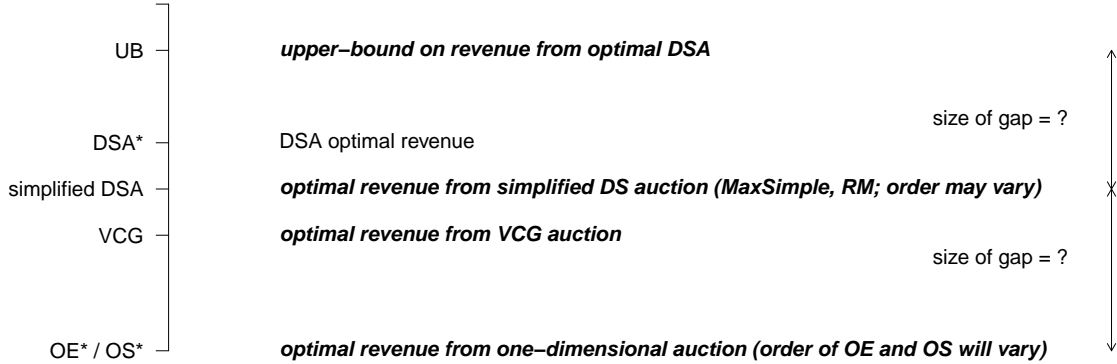 UB upper−bound on revenue from optimal DSA
size of gap = ?
DSA* DSA optimal revenue
simplified DSA optimal revenue from simplified DS auction (MaxSimple, RM; order may vary)
VCG optimal revenue from VCG auction
size of gap = ?
OE* / OS* optimal revenue from one−dimensional auction (order of OE and OS will vary)